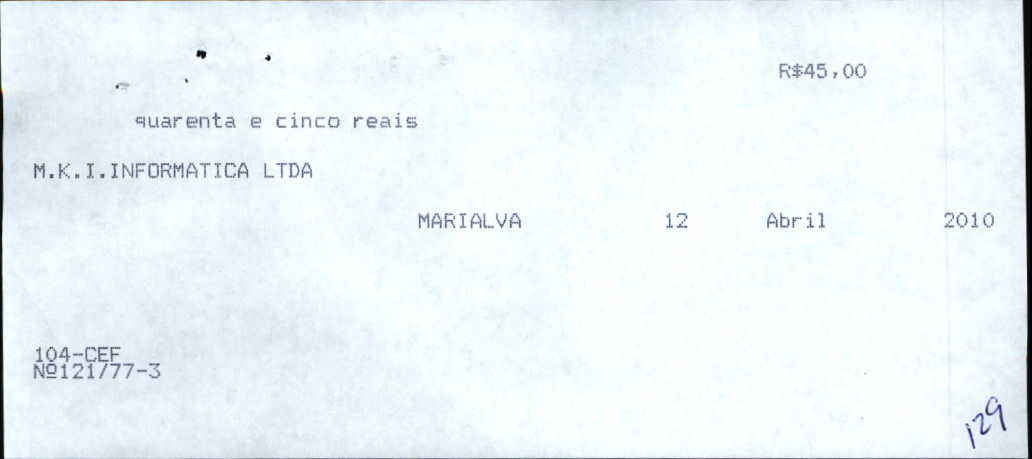 R$45,00
quarenta e cinco reais
M.K.I.INFORMATICA LTDA
MARIALVA 12 Abril 2010
104-CEF
Nº121/77-3
129